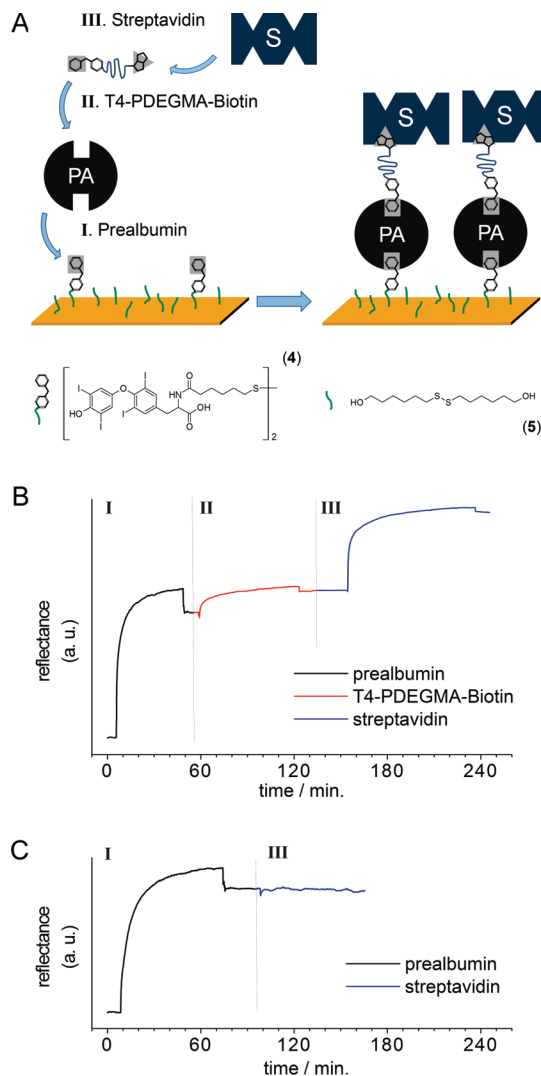 A
III. Streptavidin
S
II. T4-PDEGMA-Biotin
PA
I. Prealbumin
S
S
PA
PA
(4)
I
O
I
HO
I
I
HN
O
OH
O
S
2
HO
S
S
OH
(5)
B
I
II
III
reflectance
(a. u.)
prealbumin
T4-PDEGMA-Biotin
streptavidin
0
60
120
180
240
time / min.
C
I
III
reflectance
(a. u.)
prealbumin
streptavidin
0
60
120
180
240
time / min.